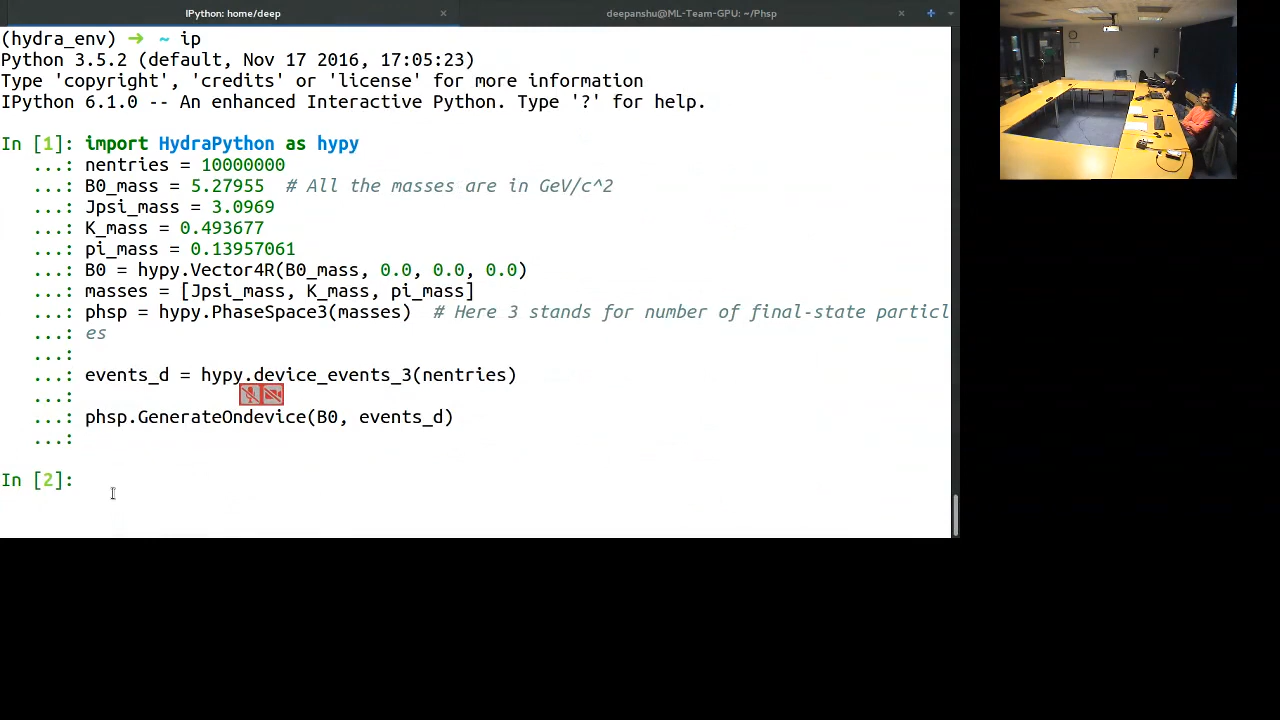 IPython: home/deep
deepanshu@ML-Team-GPU: ~/Phsp
(hydra_env) ➜ ~ ip
Python 3.5.2 (default, Nov 17 2016, 17:05:23)
Type 'copyright', 'credits' or 'license' for more information
IPython 6.1.0 -- An enhanced Interactive Python. Type '?' for help.
In [1]: import HydraPython as hypy
...: nentries = 10000000
...: B0_mass = 5.27955 # All the masses are in GeV/c^2
...: Jpsi_mass = 3.0969
...: K_mass = 0.493677
...: pi_mass = 0.13957061
...: B0 = hypy.Vector4R(B0_mass, 0.0, 0.0, 0.0)
...: masses = [Jpsi_mass, K_mass, pi_mass]
...: phsp = hypy.PhaseSpace3(masses) # Here 3 stands for number of final-state particl
...: es
...:
...: events_d = hypy.device_events_3(nentries)
...:
...: phsp.GenerateOndevice(B0, events_d)
...:
In [2]: